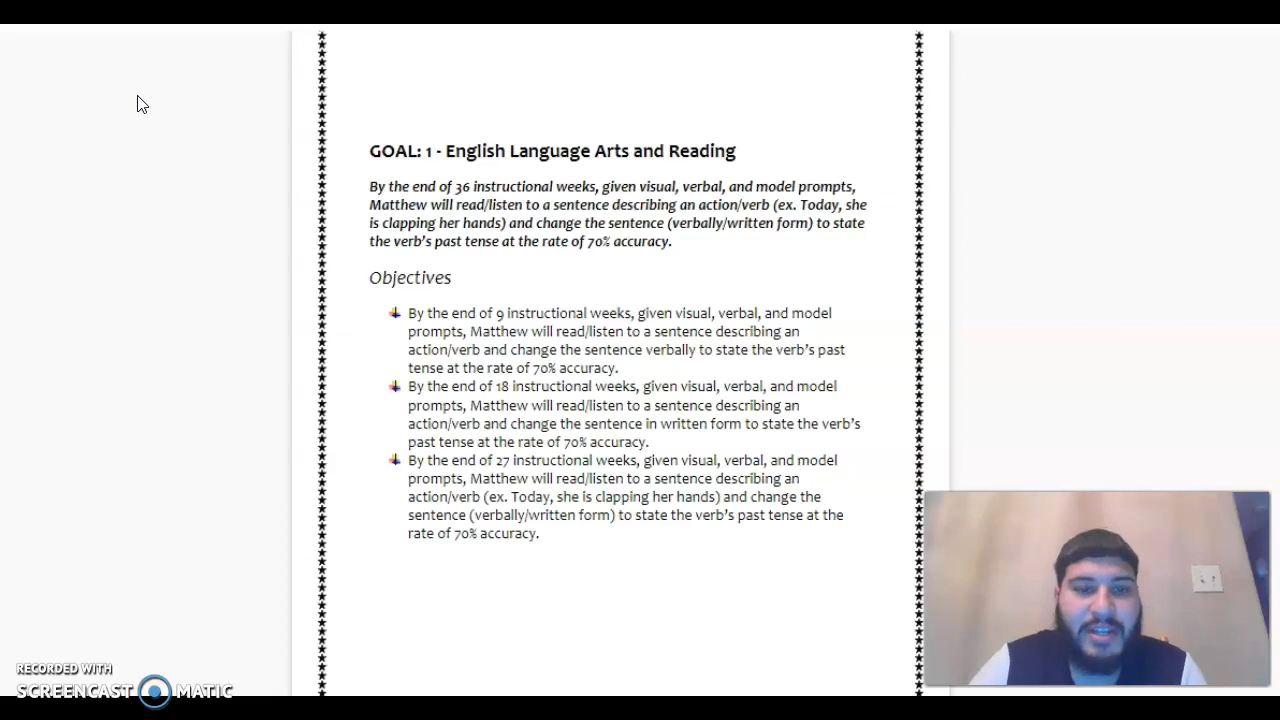 GOAL: 1 - English Language Arts and Reading
By the end of 36 instructional weeks, given visual, verbal, and model prompts,
Matthew will read/listen to a sentence describing an action/verb (ex. Today, she
is clapping her hands) and change the sentence (verbally/written form) to state
the verb's past tense at the rate of 70% accuracy.
Objectives
By the end of 9 instructional weeks, given visual, verbal, and model
prompts, Matthew will read/listen to a sentence describing an
action/verb and change the sentence verbally to state the verb's past
tense at the rate of 70% accuracy.
By the end of 18 instructional weeks, given visual, verbal, and model
prompts, Matthew will read/listen to a sentence describing an
action/verb and change the sentence in written form to state the verb's
past tense at the rate of 70% accuracy.
By the end of 27 instructional weeks, given visual, verbal, and model
prompts, Matthew will read/listen to a sentence describing an
action/verb (ex. Today, she is clapping her hands) and change the
sentence (verbally/written form) to state the verb's past tense at the
rate of 70% accuracy.
RECORDED WITH
SCREENCAST MATIC